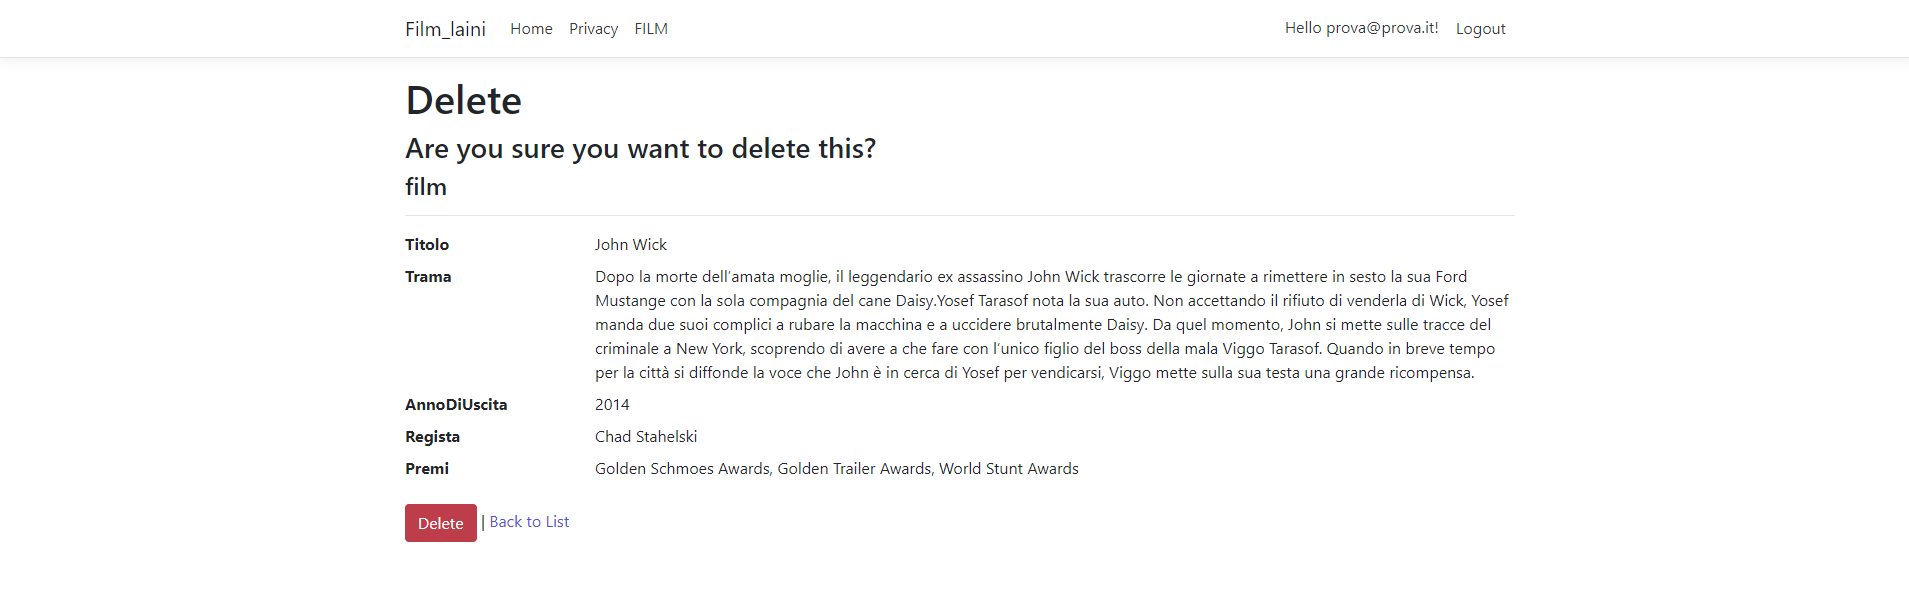 Film_laini Home Privacy FILM Hello prova@prova.it! Logout
Delete
Are you sure you want to delete this?
film
Titolo John Wick
Trama Dopo la morte dell'amata moglie, il leggendario ex assassino John Wick trascorre le giornate a rimettere in sesto la sua Ford
Mustange con la sola compagnia del cane Daisy.Yosef Tarasof nota la sua auto. Non accettando il rifiuto di venderla di Wick, Yosef
manda due suoi complici a rubare la macchina e a uccidere brutalmente Daisy. Da quel momento, John si mette sulle tracce del
criminale a New York, scoprendo di avere a che fare con l'unico figlio del boss della mala Viggo Tarasof. Quando in breve tempo
per la città si diffonde la voce che John è in cerca di Yosef per vendicarsi, Viggo mette sulla sua testa una grande ricompensa.
AnnoDiUscita 2014
Regista Chad Stahelski
Premi Golden Schmoes Awards, Golden Trailer Awards, World Stunt Awards
Delete | Back to List